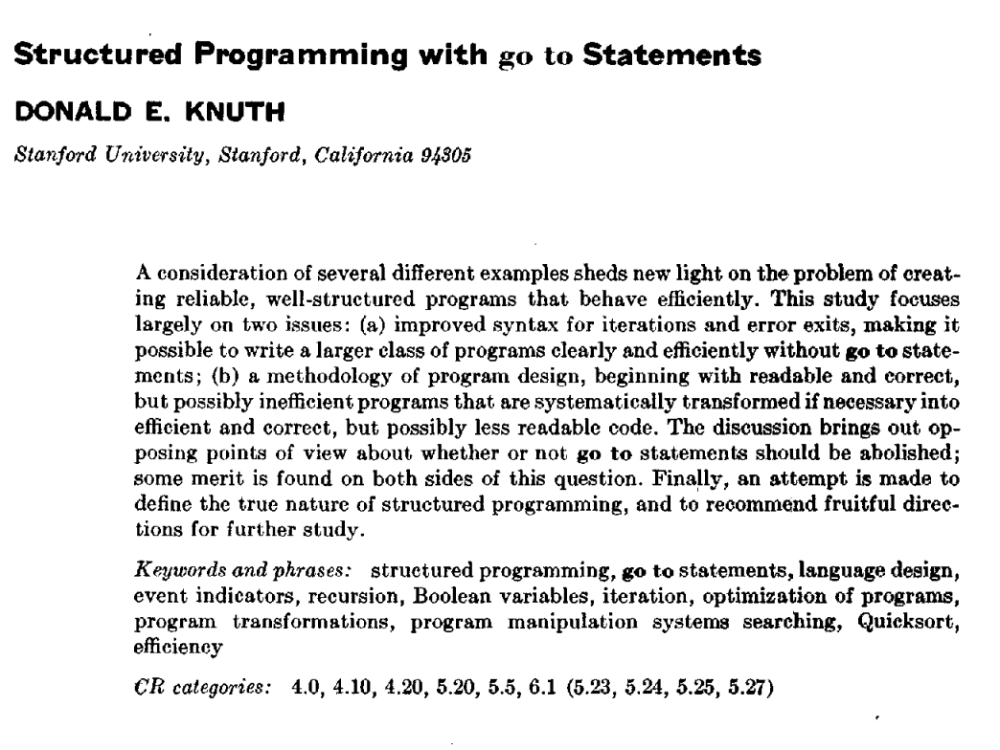 Structured Programming with go to Statements
DONALD E. KNUTH
Stanford University, Stanford, California 94305
A consideration of several different examples sheds new light on the problem of creat-
ing reliable, well-structured programs that behave efficiently. This study focuses
largely on two issues: (a) improved syntax for iterations and error exits, making it
possible to write a larger class of programs clearly and efficiently without go to state-
ments; (b) a methodology of program design, beginning with readable and correct,
but possibly inefficient programs that are systematically transformed if necessary into
efficient and correct, but possibly less readable code. The discussion brings out op-
posing points of view about whether or not go to statements should be abolished;
some merit is found on both sides of this question. Finally, an attempt is made to
define the true nature of structured programming, and to recommend fruitful direc-
tions for further study.
Keywords and phrases: structured programming, go to statements, language design,
event indicators, recursion, Boolean variables, iteration, optimization of programs,
program transformations, program manipulation systems searching, Quicksort,
efficiency
CR categories: 4.0, 4.10, 4.20, 5.20, 5.5, 6.1 (5.23, 5.24, 5.25, 5.27)